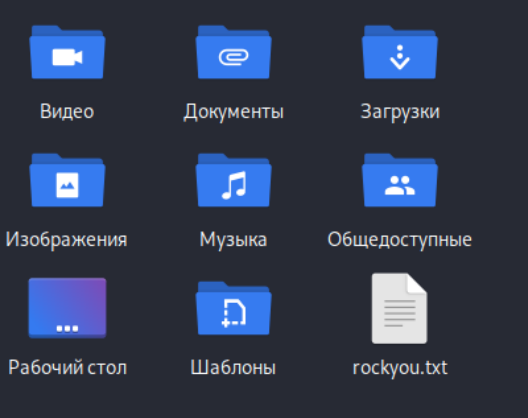 Видео
Документы
Загрузки
Изображения
Музыка
Общедоступные
Рабочий стол
Шаблоны
rockyou.txt